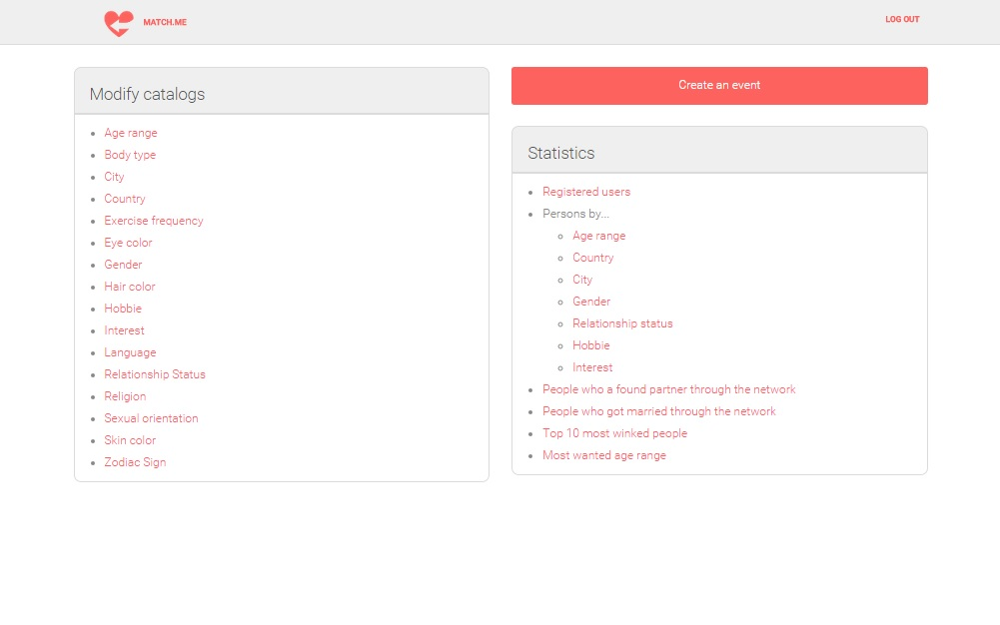 MATCH.ME
LOG OUT
Modify catalogs
Age range
Body type
City
Country
Exercise frequency
Eye color
Gender
Hair color
Hobbie
Interest
Language
Relationship Status
Religion
Sexual orientation
Skin color
Zodiac Sign
Create an event
Statistics
Registered users
Persons by...
Age range
Country
City
Gender
Relationship status
Hobbie
Interest
People who a found partner through the network
People who got married through the network
Top 10 most winked people
Most wanted age range